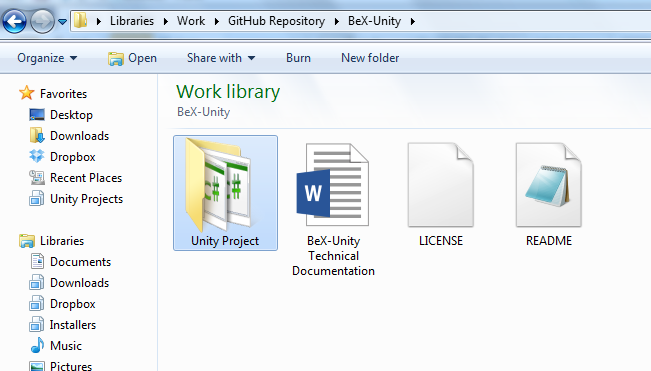 Libraries Work GitHub Repository BeX-Unity
Organize Open Share with Burn New folder
Favorites
Desktop
Downloads
Dropbox
Recent Places
Unity Projects
Libraries
Documents
Downloads
Dropbox
Installers
Music
Pictures
Work library
BeX-Unity
C# #
Unity Project
W
BeX-Unity
Technical
Documentation
LICENSE
README